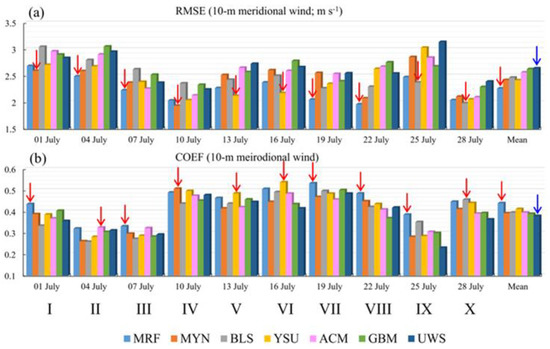 (a) RMSE (10-m meridional wind; m s-1)
3.5
3
2.5
2
1.5
01 July 04 July 07 July 10 July 13 July 16 July 19 July 22 July 25 July 28 July Mean
(b) COEF (10-m meirodional wind)
0.6
0.5
0.4
0.3
0.2
0.1
01 July 04 July 07 July 10 July 13 July 16 July 19 July 22 July 25 July 28 July Mean
I II III IV V VI VII VIII IX X
MRF MYN BLS YSU ACM GBM UWS